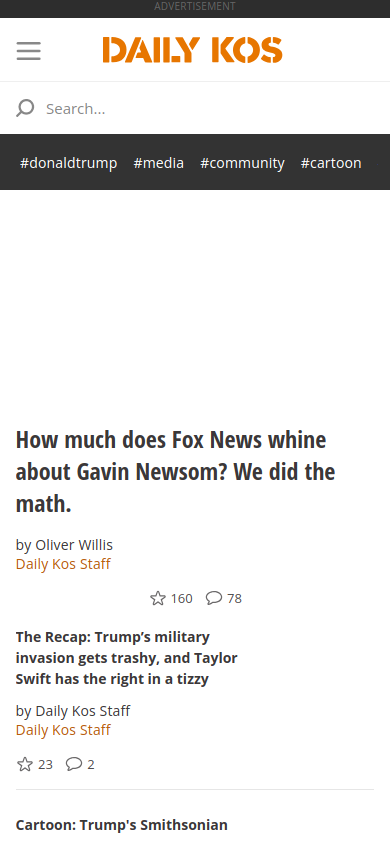 ADVERTISEMENT
DAILY KOS
Search...
#donaldtrump #media #community #cartoon
How much does Fox News whine
about Gavin Newsom? We did the
math.
by Oliver Willis
Daily Kos Staff
160 78
The Recap: Trump’s military
invasion gets trashy, and Taylor
Swift has the right in a tizzy
by Daily Kos Staff
Daily Kos Staff
23 2
Cartoon: Trump's Smithsonian